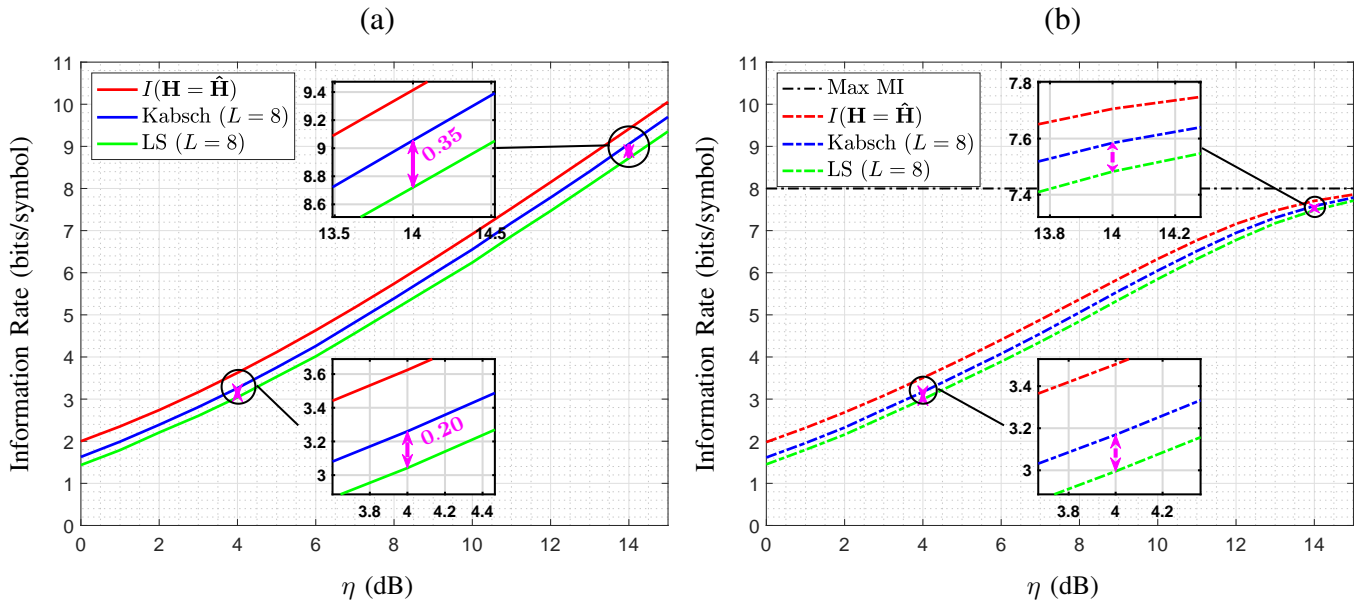 (a)
(b)
I(H = Ĥ)
Kabsch (L = 8)
LS (L = 8)
Max MI
I(H = Ĥ)
Kabsch (L = 8)
LS (L = 8)
Information Rate (bits/symbol)
0 1 2 3 4 5 6 7 8 9 10 11
0 2 4 6 8 10 12 14
η (dB)
9.4
9.2
9
8.8
8.6
13.5 14 14.5
0.35
3.6
3.4
3.2
3
3.8 4 4.2 4.4
0.20
Information Rate (bits/symbol)
0 1 2 3 4 5 6 7 8 9 10 11
0 2 4 6 8 10 12 14
η (dB)
7.8
7.6
7.4
13.8 14 14.2
3.4
3.2
3
3.8 4 4.2